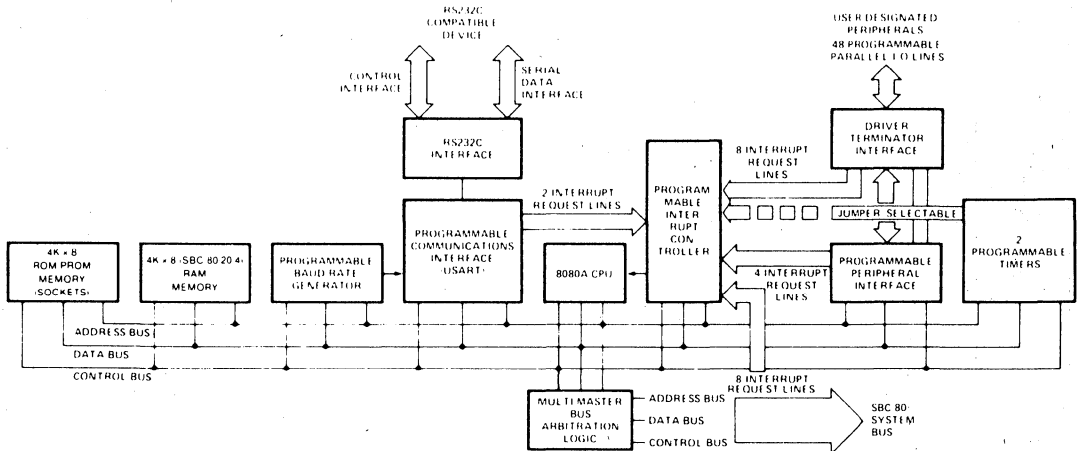 RS232C
COMPATIBLE
DEVICE
CONTROL
INTERFACE
SERIAL
DATA
INTERFACE
RS232C
INTERFACE
USER DESIGNATED
PERIPHERALS
48 PROGRAMMABLE
PARALLEL I O LINES
DRIVER
TERMINATOR
INTERFACE
8 INTERRUPT
REQUEST
LINES
2 INTERRUPT
REQUEST LINES
PROGRAM
MABLE
INTER
RUPT
CON
TROLLER
JUMPER SELECTABLE
2
PROGRAMMABLE
TIMERS
4K × 8
ROM PROM
MEMORY
(SOCKETS)
4K × 8 (SBC 80 20 4)
RAM
MEMORY
PROGRAMMABLE
BAUD RATE
GENERATOR
PROGRAMMABLE
COMMUNICATIONS
INTERFACE
(USART)
8080A CPU
4 INTERRUPT
REQUEST
LINES
PROGRAMMABLE
PERIPHERAL
INTERFACE
ADDRESS BUS
DATA BUS
CONTROL BUS
8 INTERRUPT
REQUEST LINES
MULTI MASTER
BUS
ARBITRATION
LOGIC
ADDRESS BUS
DATA BUS
CONTROL BUS
SBC 80
SYSTEM
BUS